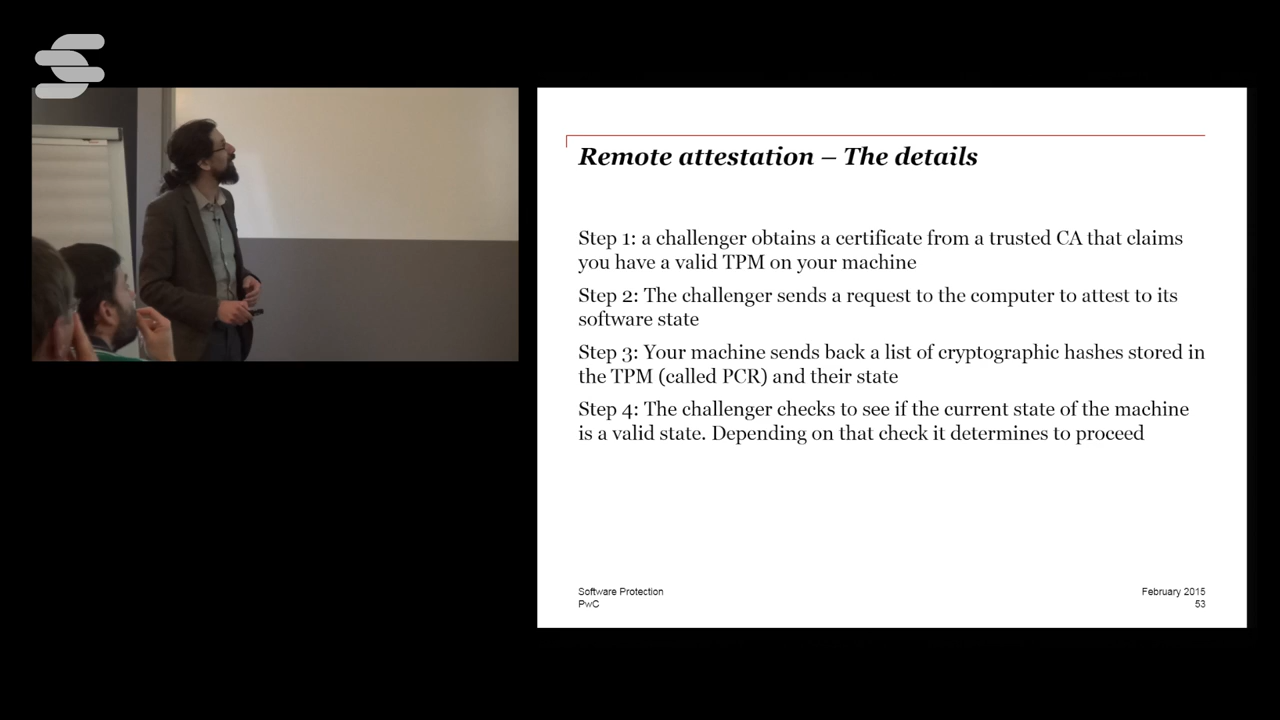 Remote attestation – The details
Step 1: a challenger obtains a certificate from a trusted CA that claims
you have a valid TPM on your machine
Step 2: The challenger sends a request to the computer to attest to its
software state
Step 3: Your machine sends back a list of cryptographic hashes stored in
the TPM (called PCR) and their state
Step 4: The challenger checks to see if the current state of the machine
is a valid state. Depending on that check it determines to proceed
Software Protection
PwC
February 2015
53